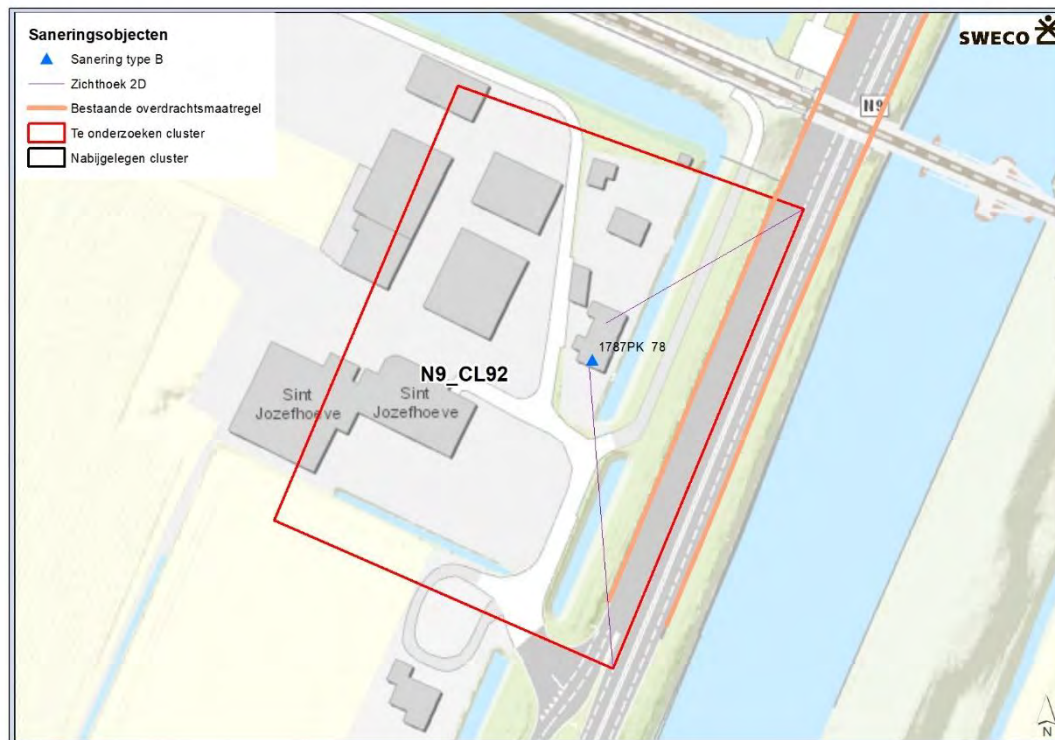 Saneringsobjecten
Sanering type B
Zichthoek 2D
Bestaande overdrachtsmaatregel
Te onderzoeken cluster
Nabijgelegen cluster
SWECO
N9
1787PK 78
N9_CL92
Sint
Jozefhoeve
Sint
Jozefhoeve
N